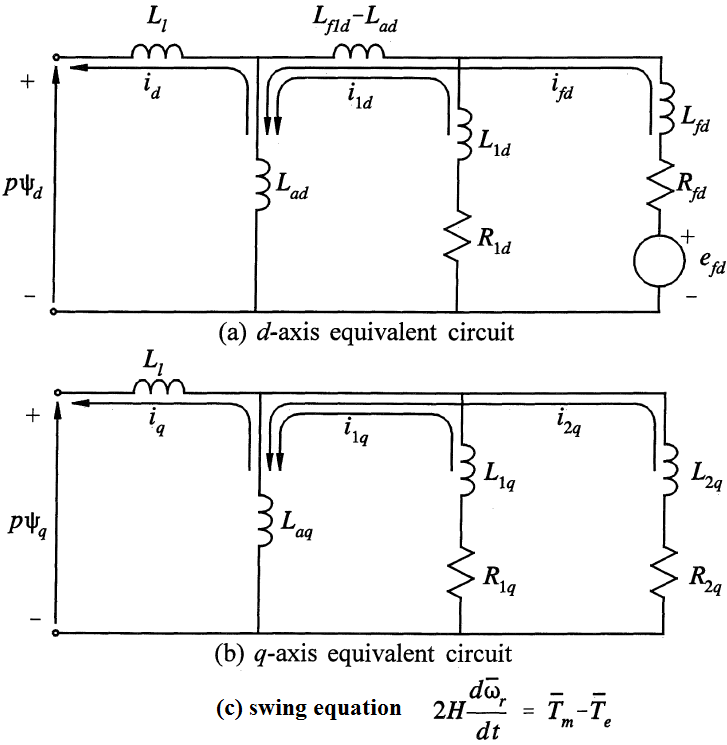 L_l L_f1d-L_ad
+ i_d i_1d i_fd L_fd
L_1d
pψ_d L_ad R_fd
R_1d + e_fd
− −
(a) d-axis equivalent circuit
L_l
+ i_q i_1q i_2q
L_1q L_2q
pψ_q L_aq
R_1q R_2q
−
(b) q-axis equivalent circuit
(c) swing equation 2H dω̄_r/dt = T̄_m-T̄_e